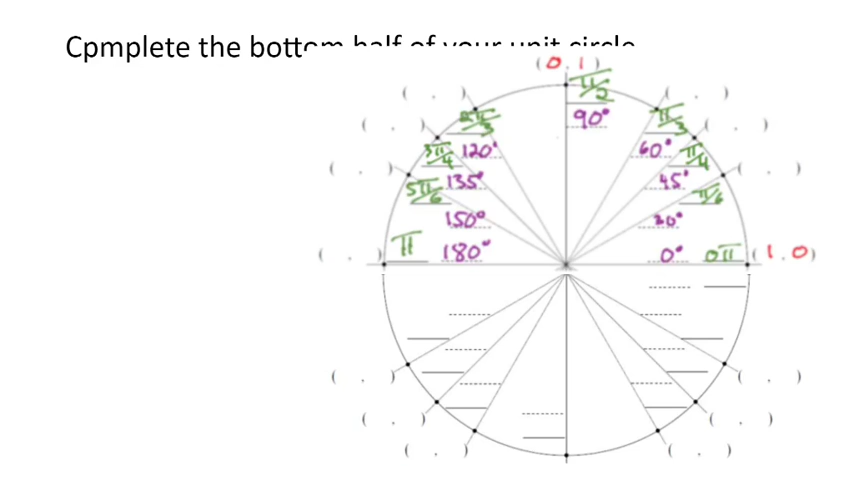 Cpmplete the bottom half of your unit circle
(0,1)
π/2
90°
2π/3
π/3
3π/4
120°
60°
π/4
5π/6
135°
45°
π/6
150°
30°
π
180°
0°
0π
(1,0)